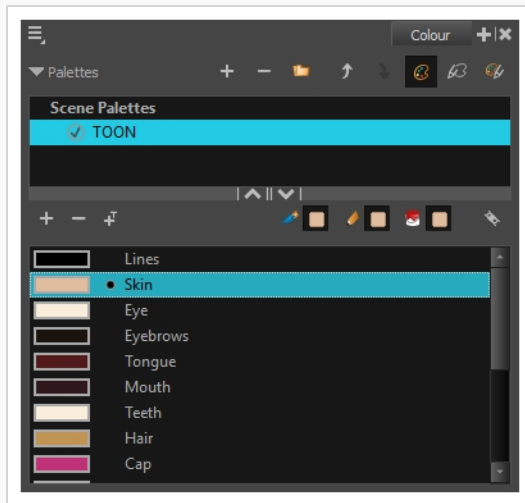 Colour
Palettes
Scene Palettes
TOON
Lines
Skin
Eye
Eyebrows
Tongue
Mouth
Teeth
Hair
Cap